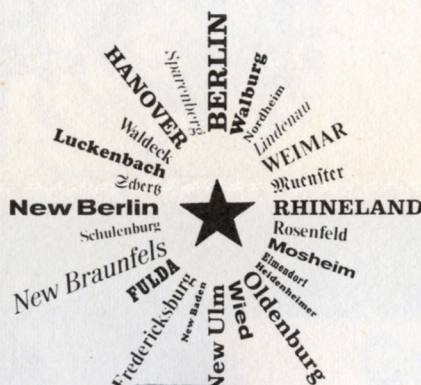 BERLIN
Walburg
Nordheim
Lindenau
WEIMAR
Muenster
RHINELAND
Rosenfeld
Mosheim
Elmendorf
Heidenheimer
Oldenburg
Wied
New Ulm
New Baden
Fredericksburg
FULDA
New Braunfels
Schulenburg
New Berlin
Schertz
Luckenbach
Waldeck
HANOVER
Sparenberg